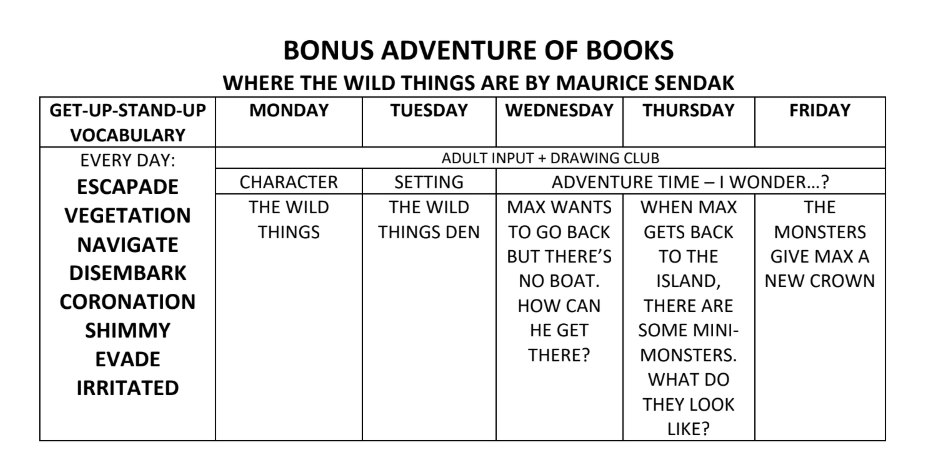 BONUS ADVENTURE OF BOOKS
WHERE THE WILD THINGS ARE BY MAURICE SENDAK
GET-UP-STAND-UP
VOCABULARY
MONDAY
TUESDAY
WEDNESDAY
THURSDAY
FRIDAY
EVERY DAY:
ESCAPADE
VEGETATION
NAVIGATE
DISEMBARK
CORONATION
SHIMMY
EVADE
IRRITATED
ADULT INPUT + DRAWING CLUB
CHARACTER
SETTING
ADVENTURE TIME – I WONDER…?
THE WILD
THINGS
THE WILD
THINGS DEN
MAX WANTS
TO GO BACK
BUT THERE’S
NO BOAT.
HOW CAN
HE GET
THERE?
WHEN MAX
GETS BACK
TO THE
ISLAND,
THERE ARE
SOME MINI-
MONSTERS.
WHAT DO
THEY LOOK
LIKE?
THE
MONSTERS
GIVE MAX A
NEW CROWN